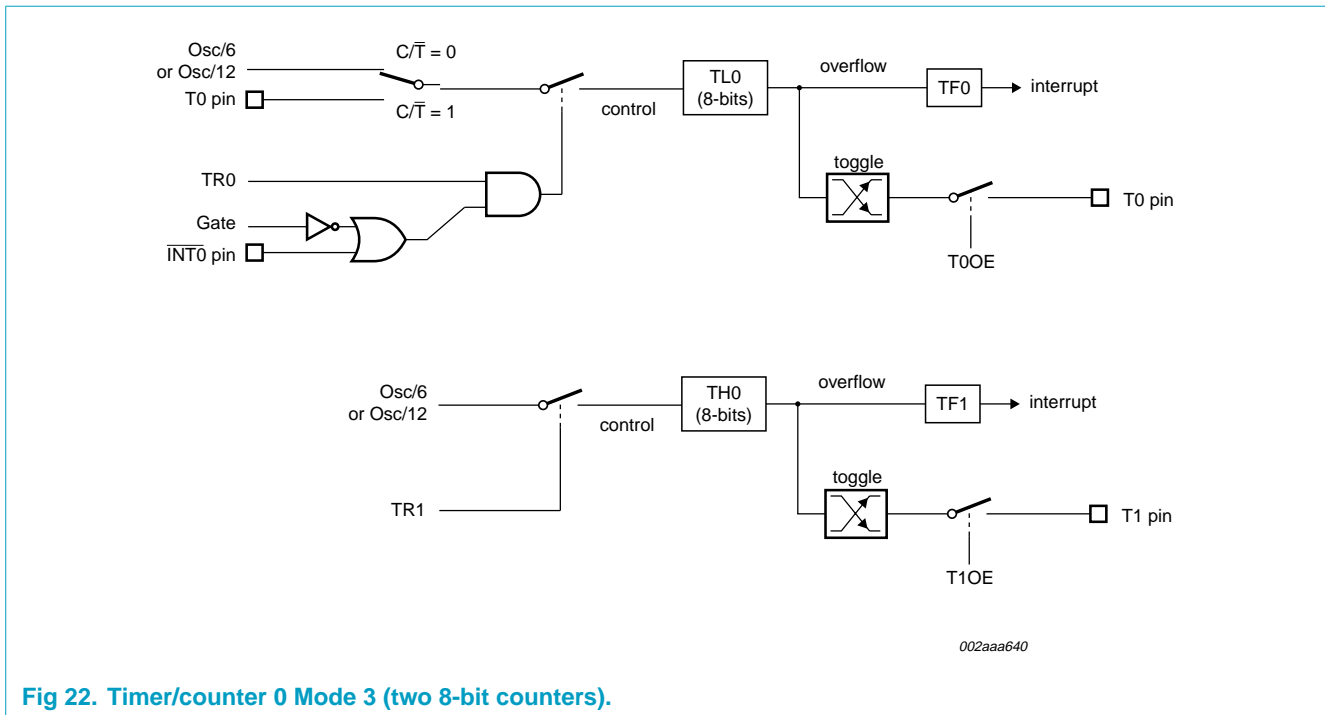 Osc/6
or Osc/12
C/T̅ = 0
T0 pin
C/T̅ = 1
control
TL0
(8-bits)
overflow
TF0
interrupt
toggle
T0 pin
T0OE
TR0
Gate
I̅N̅T̅0̅ pin
Osc/6
or Osc/12
control
TH0
(8-bits)
overflow
TF1
interrupt
TR1
toggle
T1 pin
T1OE
002aaa640
Fig 22. Timer/counter 0 Mode 3 (two 8-bit counters).